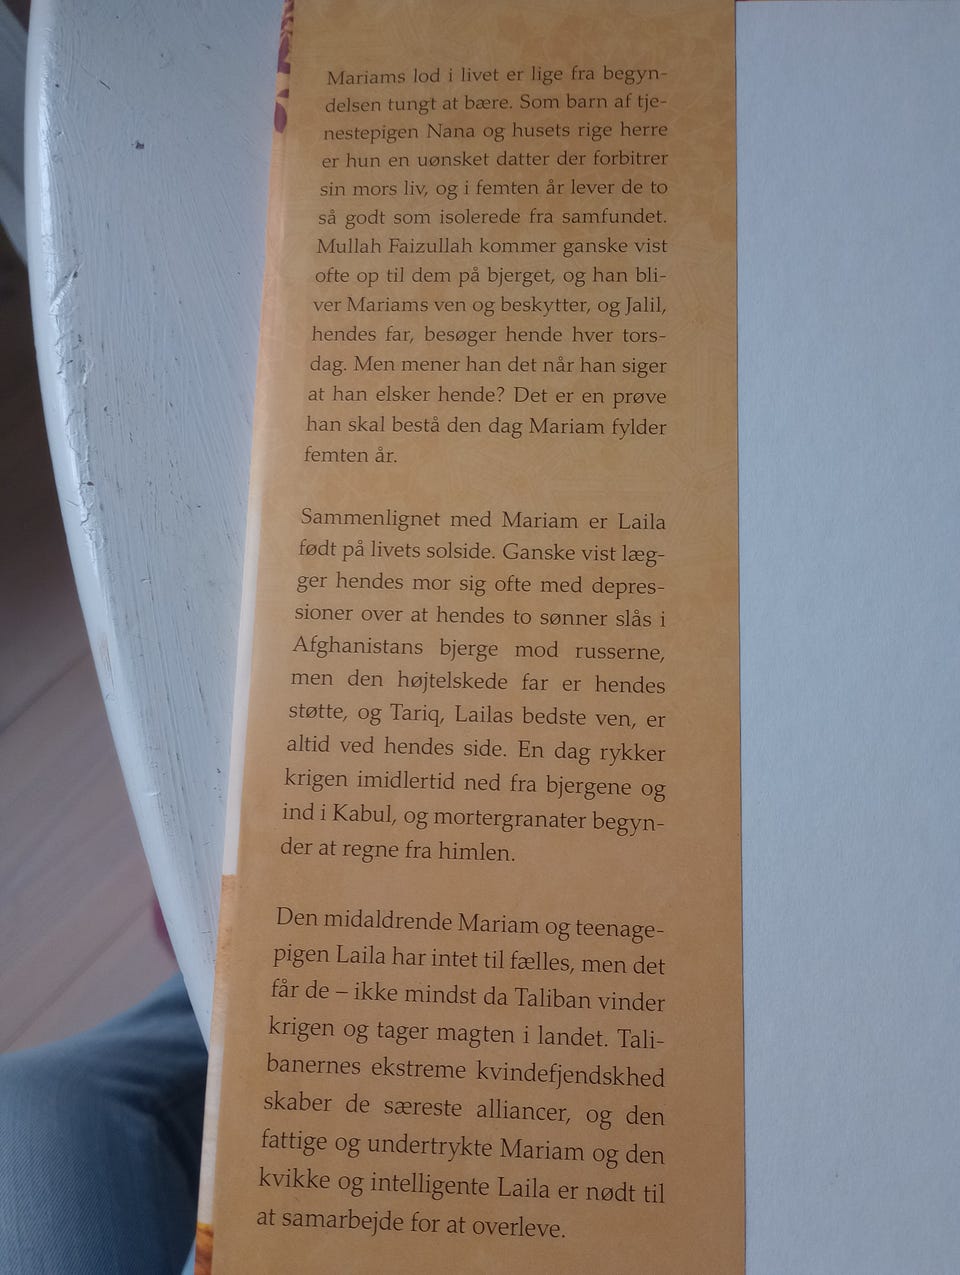 Mariams lod i livet er lige fra begyn-
delsen tungt at bære. Som barn af tje-
nestepigen Nana og husets rige herre
er hun en uønsket datter der forbitrer
sin mors liv, og i femten år lever de to
så godt som isolerede fra samfundet.
Mullah Faizullah kommer ganske vist
ofte op til dem på bjerget, og han bli-
ver Mariams ven og beskytter, og Jalil,
hendes far, besøger hende hver tors-
dag. Men mener han det når han siger
at han elsker hende? Det er en prøve
han skal bestå den dag Mariam fylder
femten år.
Sammenlignet med Mariam er Laila
født på livets solside. Ganske vist læg-
ger hendes mor sig ofte med depres-
sioner over at hendes to sønner slås i
Afghanistans bjerge mod russerne,
men den højtelskede far er hendes
støtte, og Tariq, Lailas bedste ven, er
altid ved hendes side. En dag rykker
krigen imidlertid ned fra bjergene og
ind i Kabul, og mortergranater begyn-
der at regne fra himlen.
Den midaldrende Mariam og teenage-
pigen Laila har intet til fælles, men det
får de – ikke mindst da Taliban vinder
krigen og tager magten i landet. Tali-
banernes ekstreme kvindefjendskhed
skaber de særeste alliancer, og den
fattige og undertrykte Mariam og den
kvikke og intelligente Laila er nødt til
at samarbejde for at overleve.